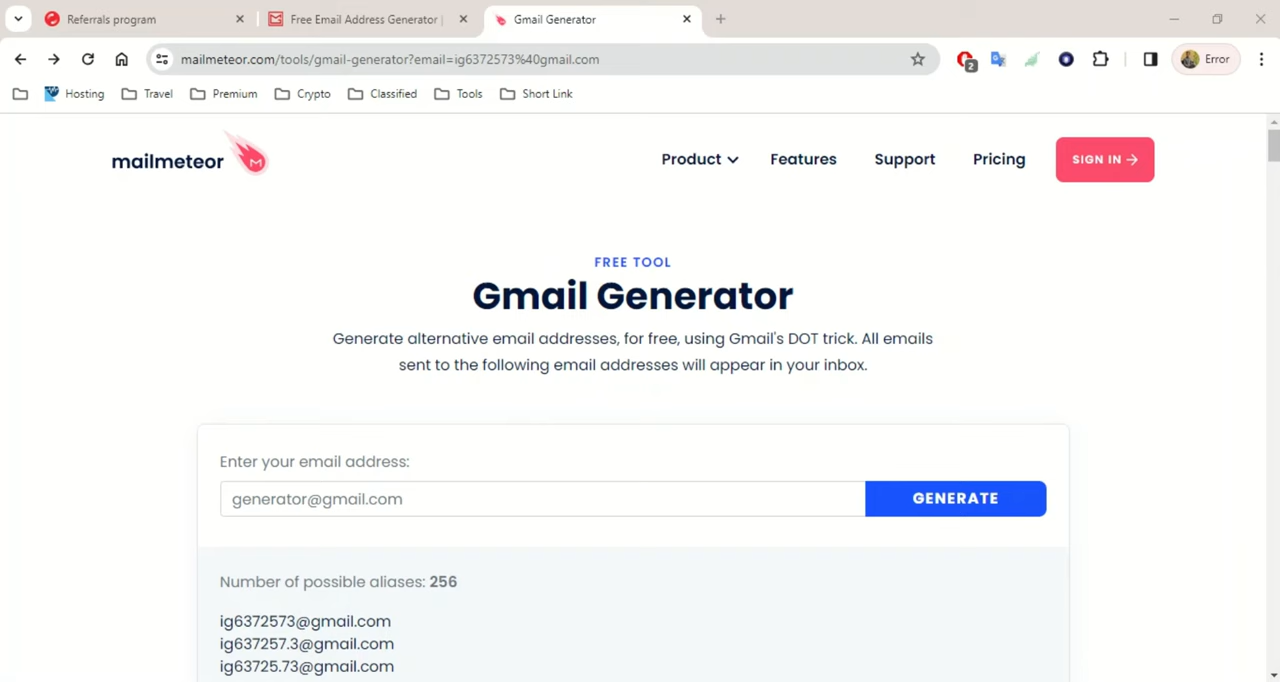 Referrals program
Free Email Address Generator |
Gmail Generator
mailmeteor.com/tools/gmail-generator?email=ig6372573%40gmail.com
2
Error
Hosting
Travel
Premium
Crypto
Classified
Tools
Short Link
mailmeteor
M
Product
Features
Support
Pricing
SIGN IN →
FREE TOOL
Gmail Generator
Generate alternative email addresses, for free, using Gmail's DOT trick. All emails
sent to the following email addresses will appear in your inbox.
Enter your email address:
generator@gmail.com
GENERATE
Number of possible aliases: 256
ig6372573@gmail.com
ig637257.3@gmail.com
ig63725.73@gmail.com